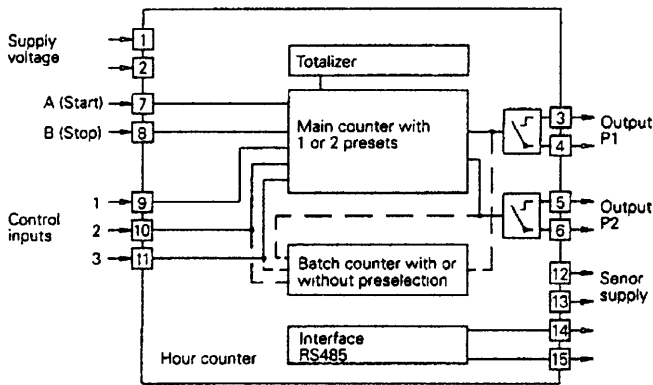 Supply
voltage
1
2
A (Start)
7
B (Stop)
8
Control
inputs
1
9
2
10
3
11
Totalizer
Main counter with
1 or 2 presets
Batch counter with or
without preselection
Interface
RS485
Hour counter
3
4
Output
P1
5
6
Output
P2
12
13
Senor
supply
14
15